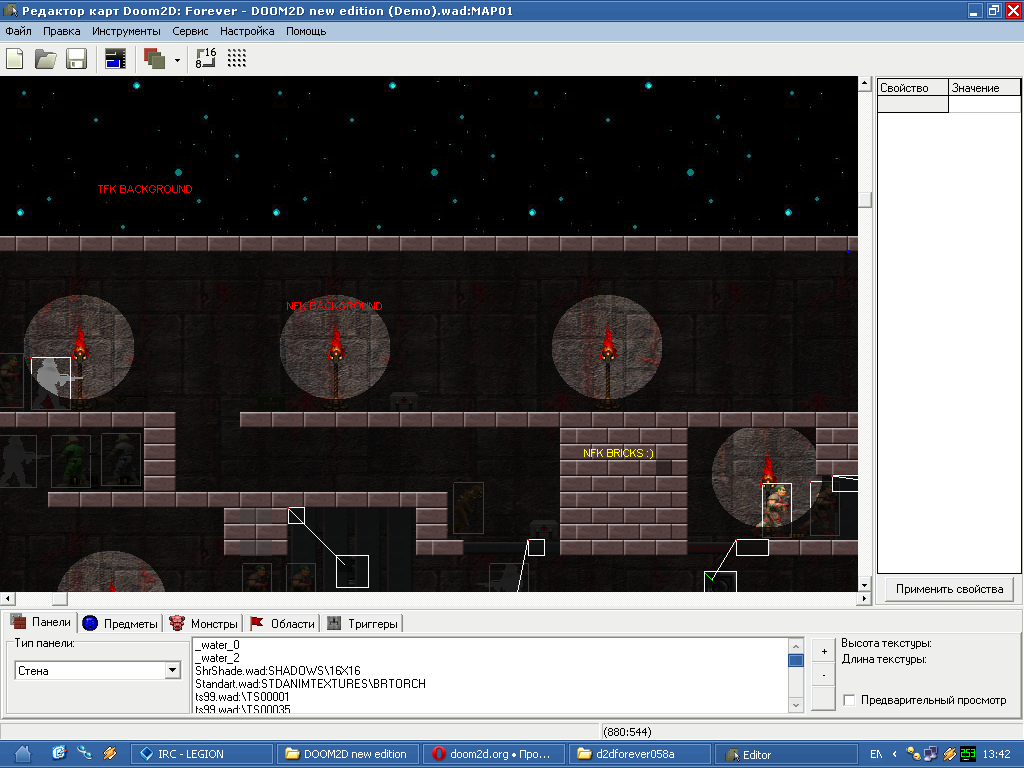 Редактор карт Doom2D: Forever - DOOM2D new edition (Demo).wad:MAP01
Файл Правка Инструменты Сервис Настройка Помощь
8 16
Свойство Значение
TFK BACKGROUND
NFK BACKGROUND
NFK BRICKS :)
Применить свойства
Панели Предметы Монстры Области Триггеры
Тип панели:
Стена
_water_0
_water_2
ShrShade.wad:SHADOWS\16X16
Standart.wad:STDANIMTEXTURES\BRTORCH
ts99.wad:\TS00001
ts99.wad:\TS00035
+
-
Высота текстуры:
Длина текстуры:
Предварительный просмотр
(880:544)
IRC - LEGION
DOOM2D new edition
doom2d.org • Про...
d2dforever058a
Editor
EN
253
13:42